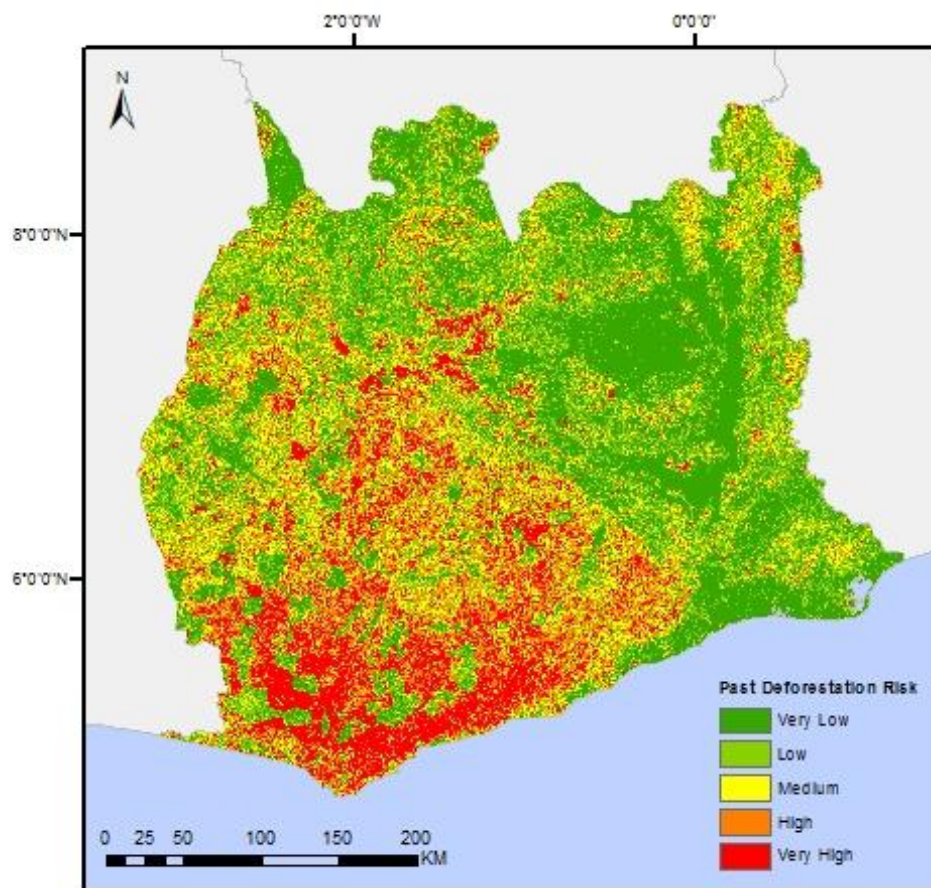 2°0'0"W 0°0'0"
N
8°0'0"N
6°0'0"N
Past Deforestation Risk
Very Low
Low
Medium
High
Very High
0 25 50 100 150 200
KM